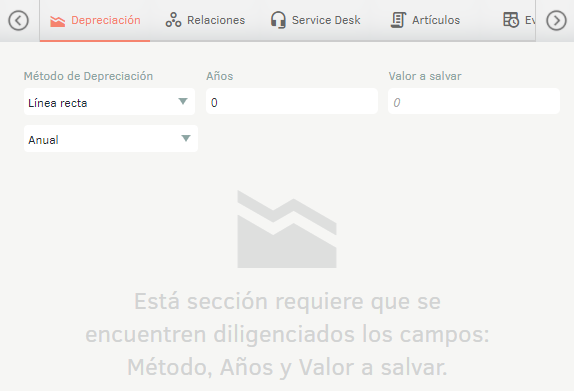 Depreciación Relaciones Service Desk Artículos Ev
Método de Depreciación Años Valor a salvar
Línea recta 0 0
Anual
Está sección requiere que se
encuentren diligenciados los campos:
Método, Años y Valor a salvar.